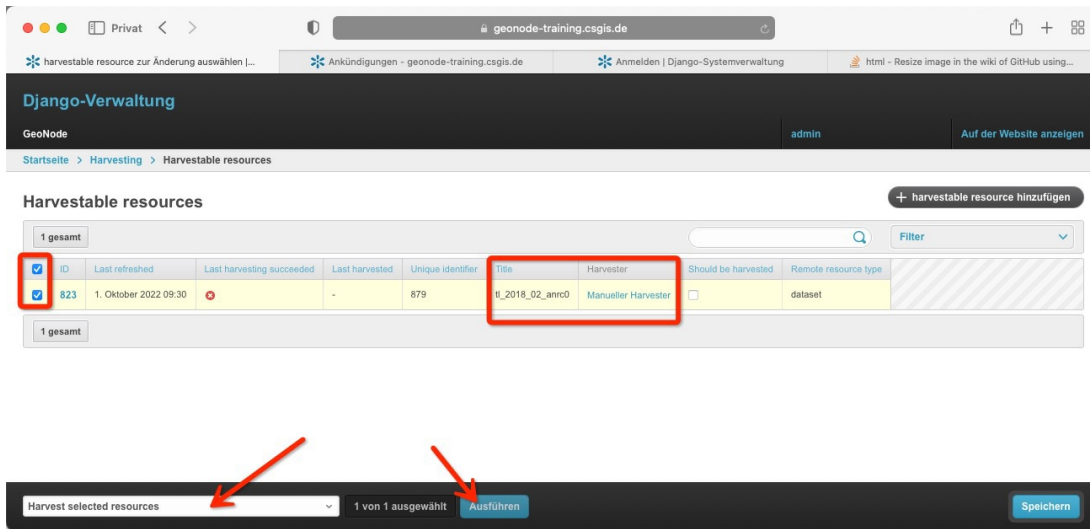 Privat
geonode-training.csgis.de
harvestable resource zur Änderung auswählen |...
Ankündigungen - geonode-training.csgis.de
Anmelden | Django-Systemverwaltung
html - Resize image in the wiki of GitHub using...
Django-Verwaltung
GeoNode admin Auf der Website anzeigen
Startseite > Harvesting > Harvestable resources
Harvestable resources
+ harvestable resource hinzufügen
1 gesamt
Filter
ID Last refreshed Last harvesting succeeded Last harvested Unique identifier Title Harvester Should be harvested Remote resource type
823 1. Oktober 2022 09:30 - 879 tl_2018_02_anrc0 Manueller Harvester dataset
1 gesamt
Harvest selected resources 1 von 1 ausgewählt Ausführen Speichern